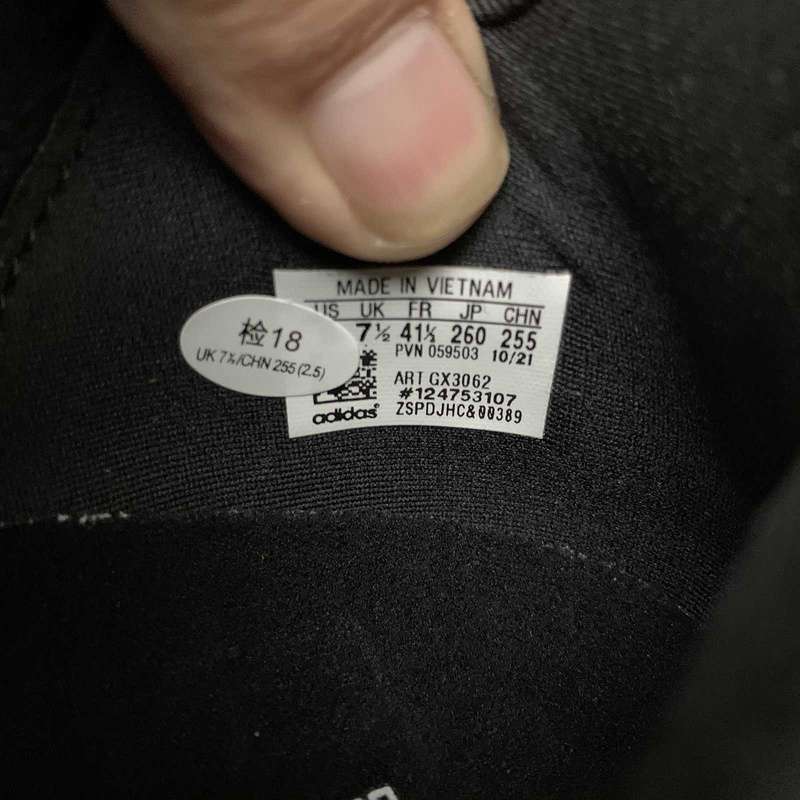 MADE IN VIETNAM
US UK FR JP CHN
7½ 41⅓ 260 255
PVN 059503 10/21
ART GX3062
#124753107
adidas® ZSPDJHC&00389
检18
UK 7½/CHN 255 (2.5)